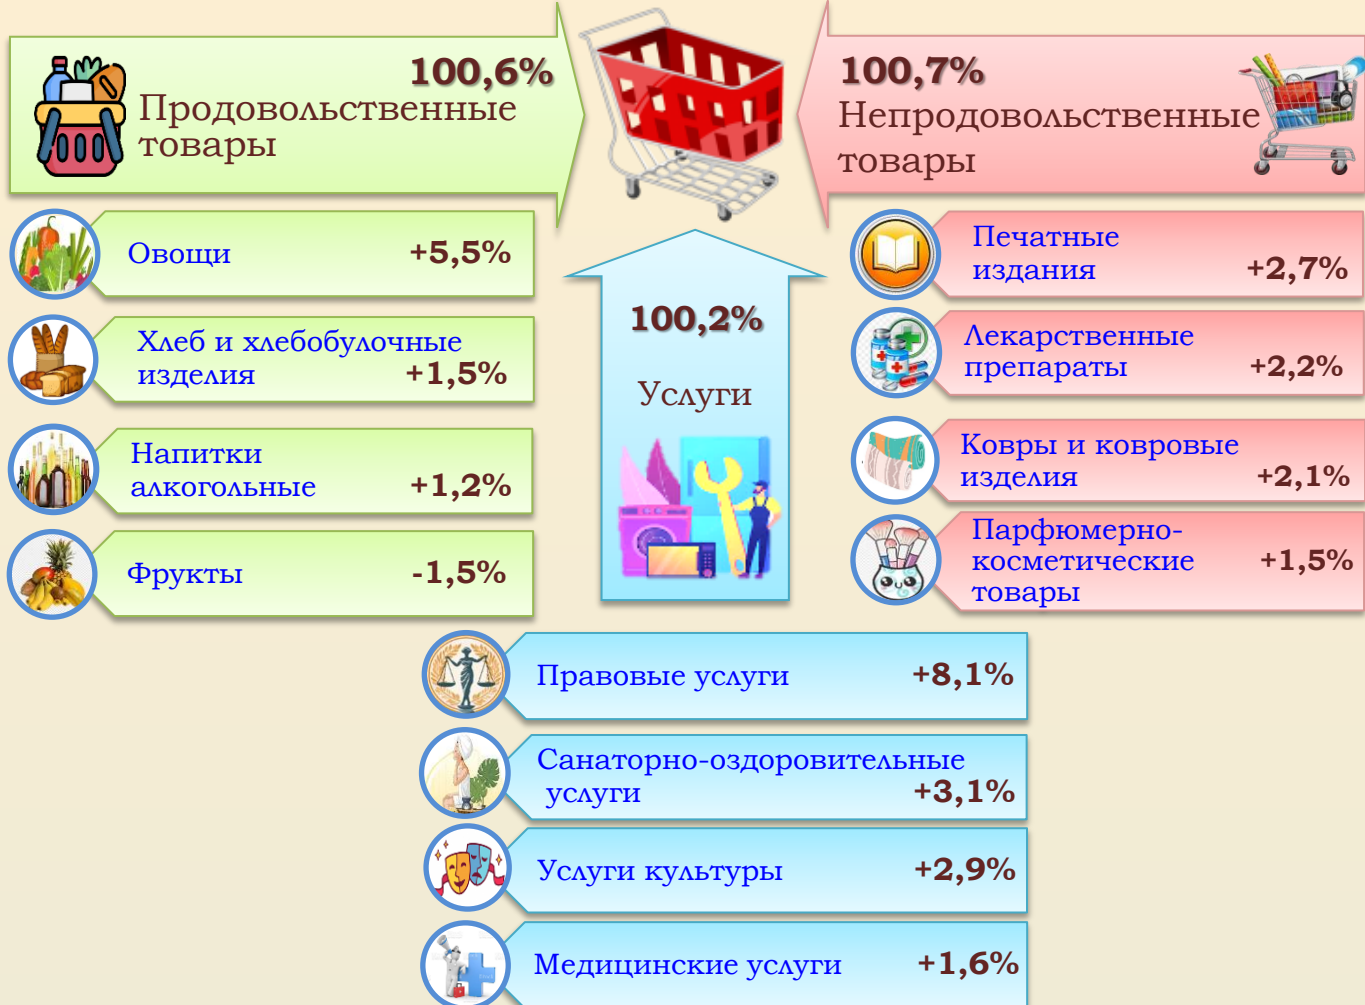 100,6%
Продовольственные
товары
100,7%
Непродовольственные
товары
Овощи +5,5%
Хлеб и хлебобулочные
изделия +1,5%
Напитки
алкогольные +1,2%
Фрукты -1,5%
100,2%
Услуги
Печатные
издания +2,7%
Лекарственные
препараты +2,2%
Ковры и ковровые
изделия +2,1%
Парфюмерно-
косметические +1,5%
товары
Правовые услуги +8,1%
Санаторно-оздоровительные
услуги +3,1%
Услуги культуры +2,9%
Медицинские услуги +1,6%